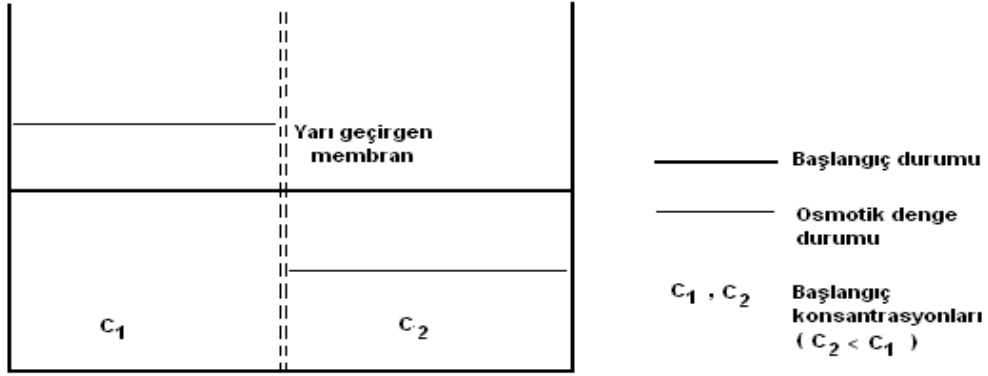 Yarı geçirgen
membran
C1
C2
Başlangıç durumu
Osmotik denge
durumu
C1 , C2 Başlangıç
konsantrasyonları
( C2 < C1 )